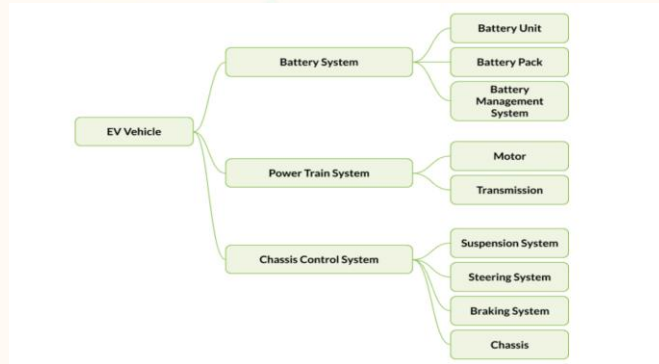 EV Vehicle
Battery System
Battery Unit
Battery Pack
Battery
Management
System
Power Train System
Motor
Transmission
Chassis Control System
Suspension System
Steering System
Braking System
Chassis